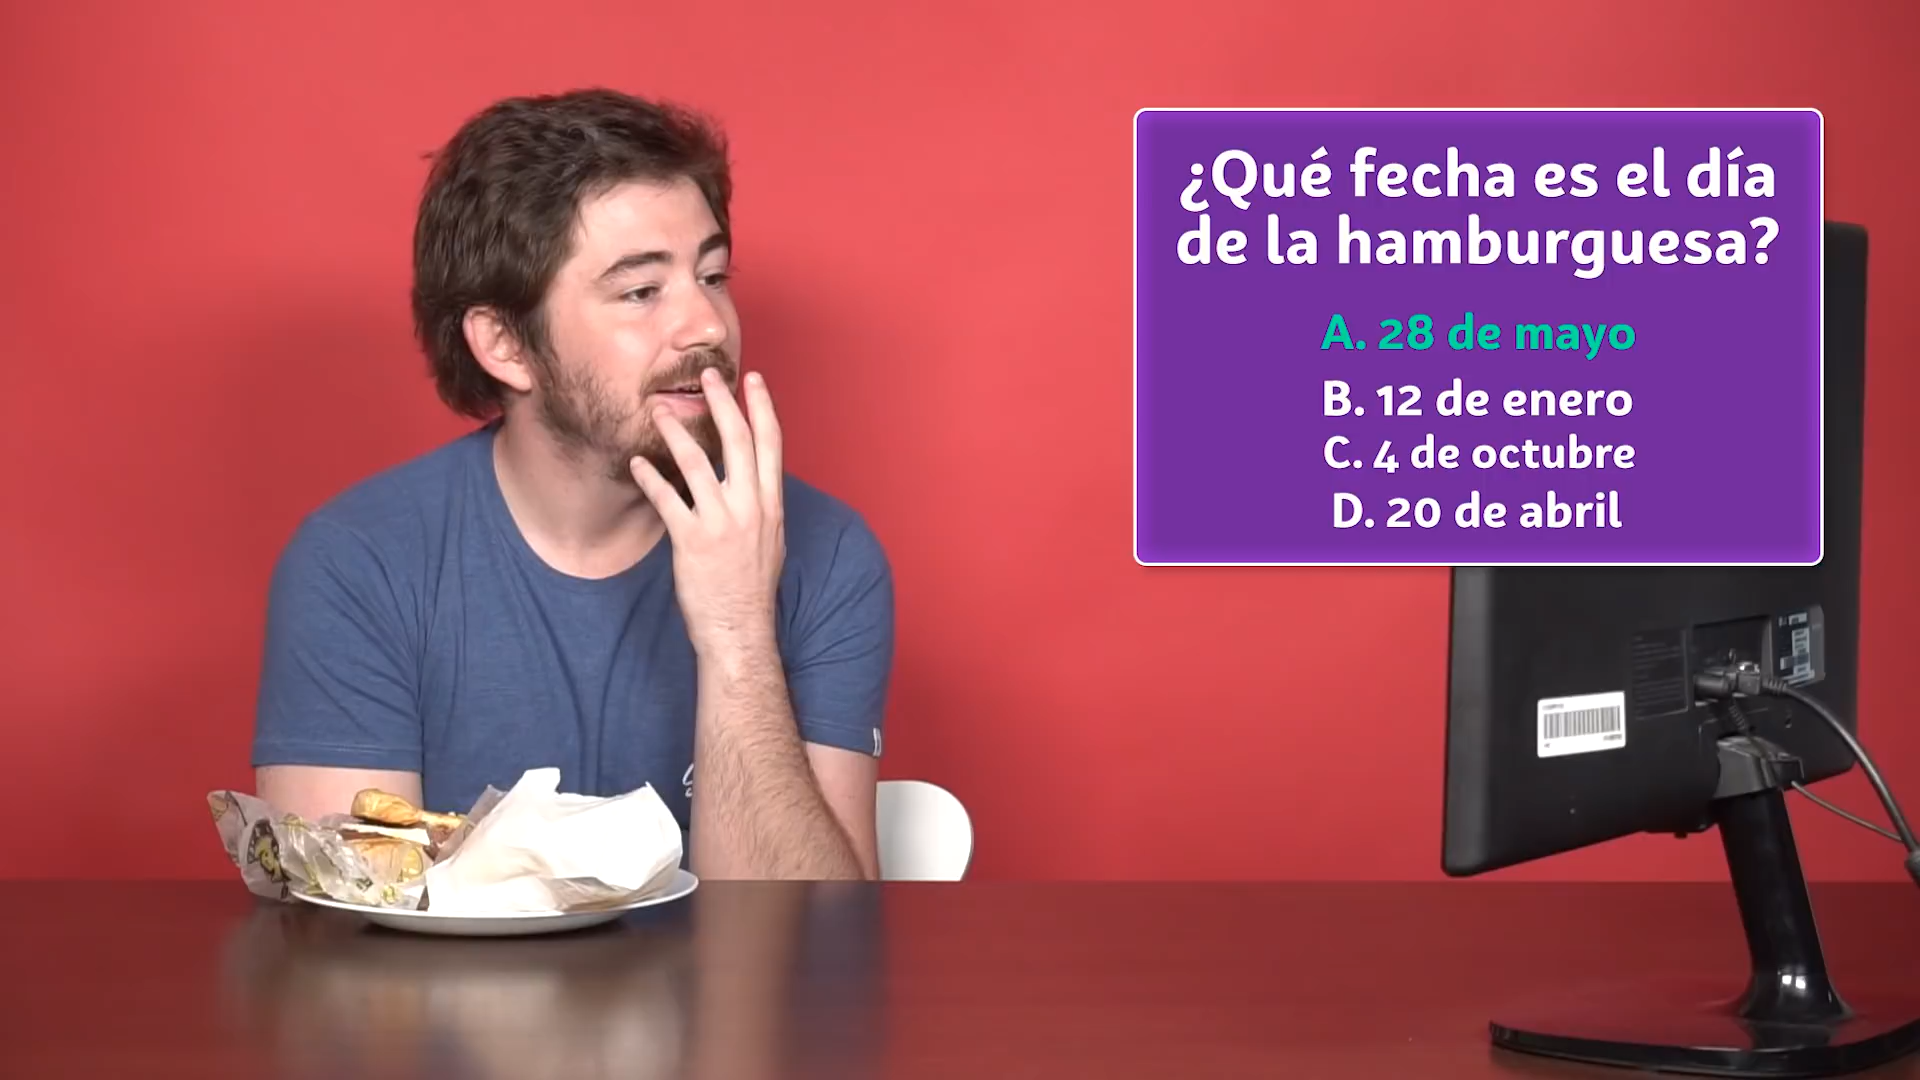 ¿Qué fecha es el día
de la hamburguesa?
A. 28 de mayo
B. 12 de enero
C. 4 de octubre
D. 20 de abril